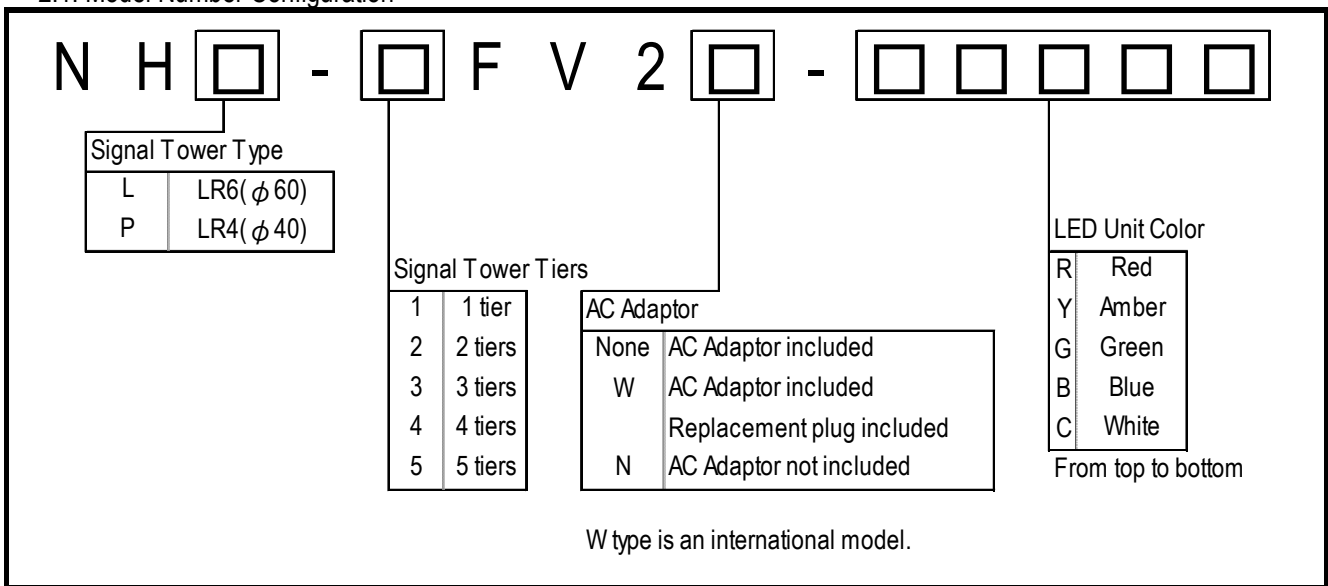 N H □ - □ F V 2 □ - □ □ □ □ □
Signal Tower Type
L LR6(φ60)
P LR4(φ40)
Signal Tower Tiers
1 1 tier
2 2 tiers
3 3 tiers
4 4 tiers
5 5 tiers
AC Adaptor
None AC Adaptor included
W AC Adaptor included
Replacement plug included
N AC Adaptor not included
LED Unit Color
R Red
Y Amber
G Green
B Blue
C White
From top to bottom
W type is an international model.